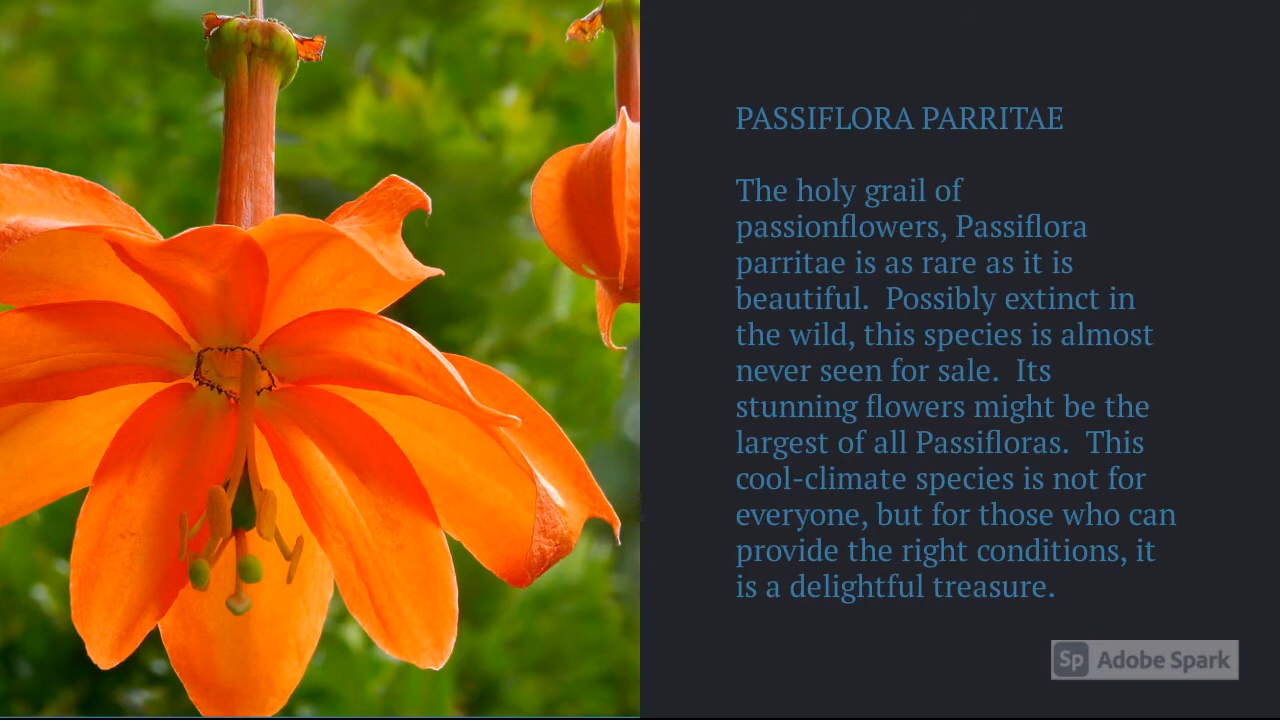 PASSIFLORA PARRITAE
The holy grail of
passionflowers, Passiflora
parritae is as rare as it is
beautiful.  Possibly extinct in
the wild, this species is almost
never seen for sale.  Its
stunning flowers might be the
largest of all Passifloras.  This
cool-climate species is not for
everyone, but for those who can
provide the right conditions, it
is a delightful treasure.
Sp Adobe Spark